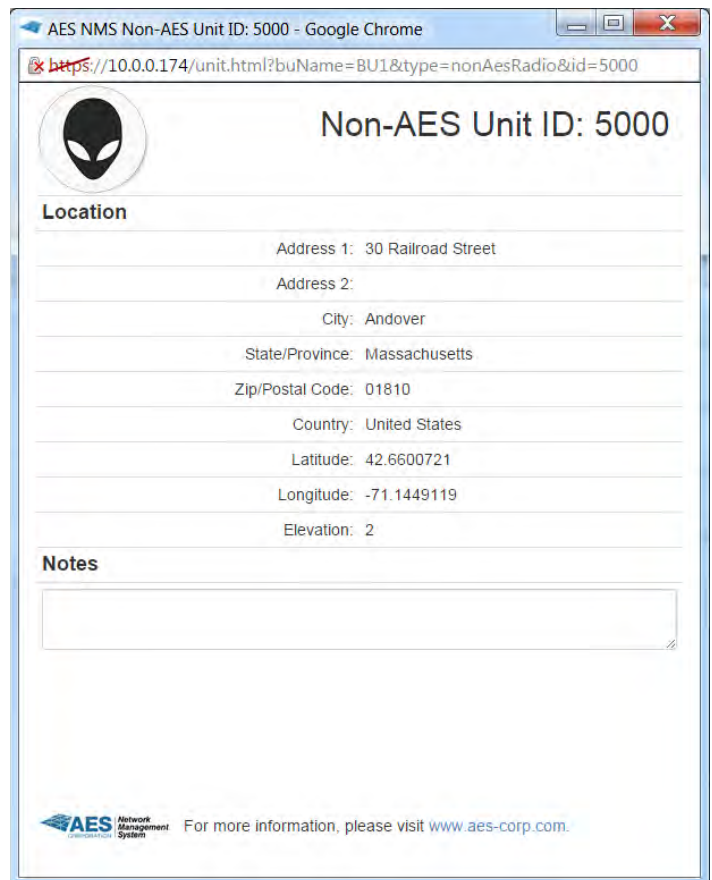 AES NMS Non-AES Unit ID: 5000 - Google Chrome
https://10.0.0.174/unit.html?buName=BU1&type=nonAesRadio&id=5000
Non-AES Unit ID: 5000
Location
Address 1: 30 Railroad Street
Address 2:
City: Andover
State/Province: Massachusetts
Zip/Postal Code: 01810
Country: United States
Latitude: 42.6600721
Longitude: -71.1449119
Elevation: 2
Notes
AES CORPORATION Network Management System For more information, please visit www.aes-corp.com.